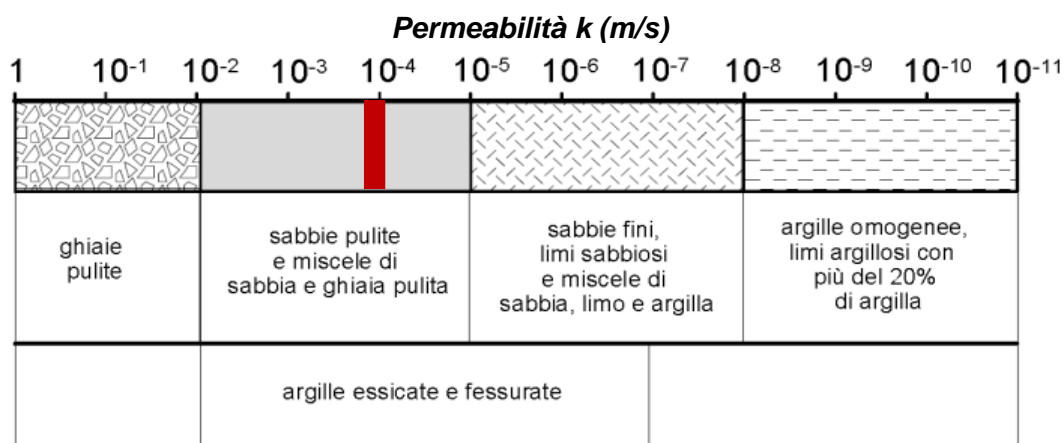 Permeabilità k (m/s)
1 10-1 10-2 10-3 10-4 10-5 10-6 10-7 10-8 10-9 10-10 10-11
ghiaie
pulite
sabbie pulite
e miscele di
sabbia e ghiaia pulita
sabbie fini,
limi sabbiosi
e miscele di
sabbia, limo e argilla
argille omogenee,
limi argillosi con
più del 20%
di argilla
argille essicate e fessurate